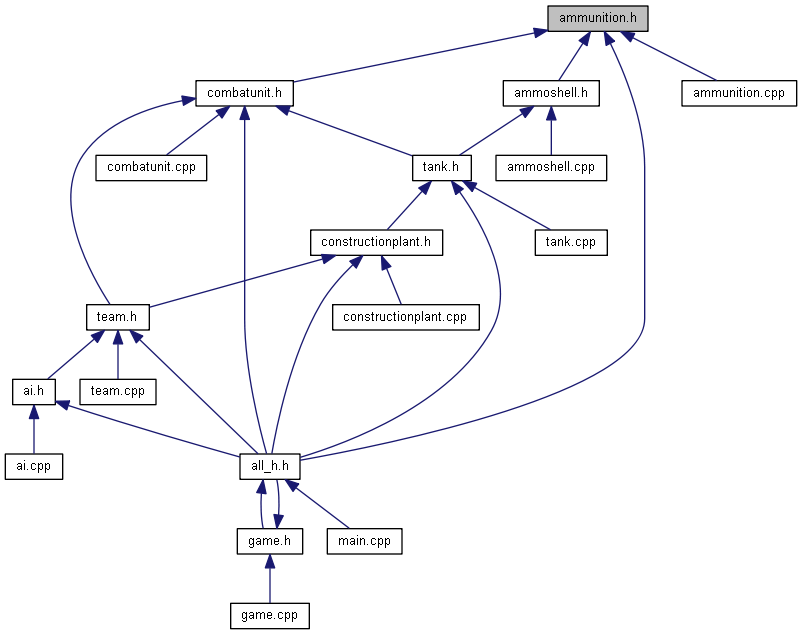 ammunition.h
combatunit.h
ammoshell.h
ammunition.cpp
combatunit.cpp
tank.h
ammoshell.cpp
constructionplant.h
tank.cpp
team.h
constructionplant.cpp
ai.h
team.cpp
ai.cpp
all_h.h
game.h
main.cpp
game.cpp